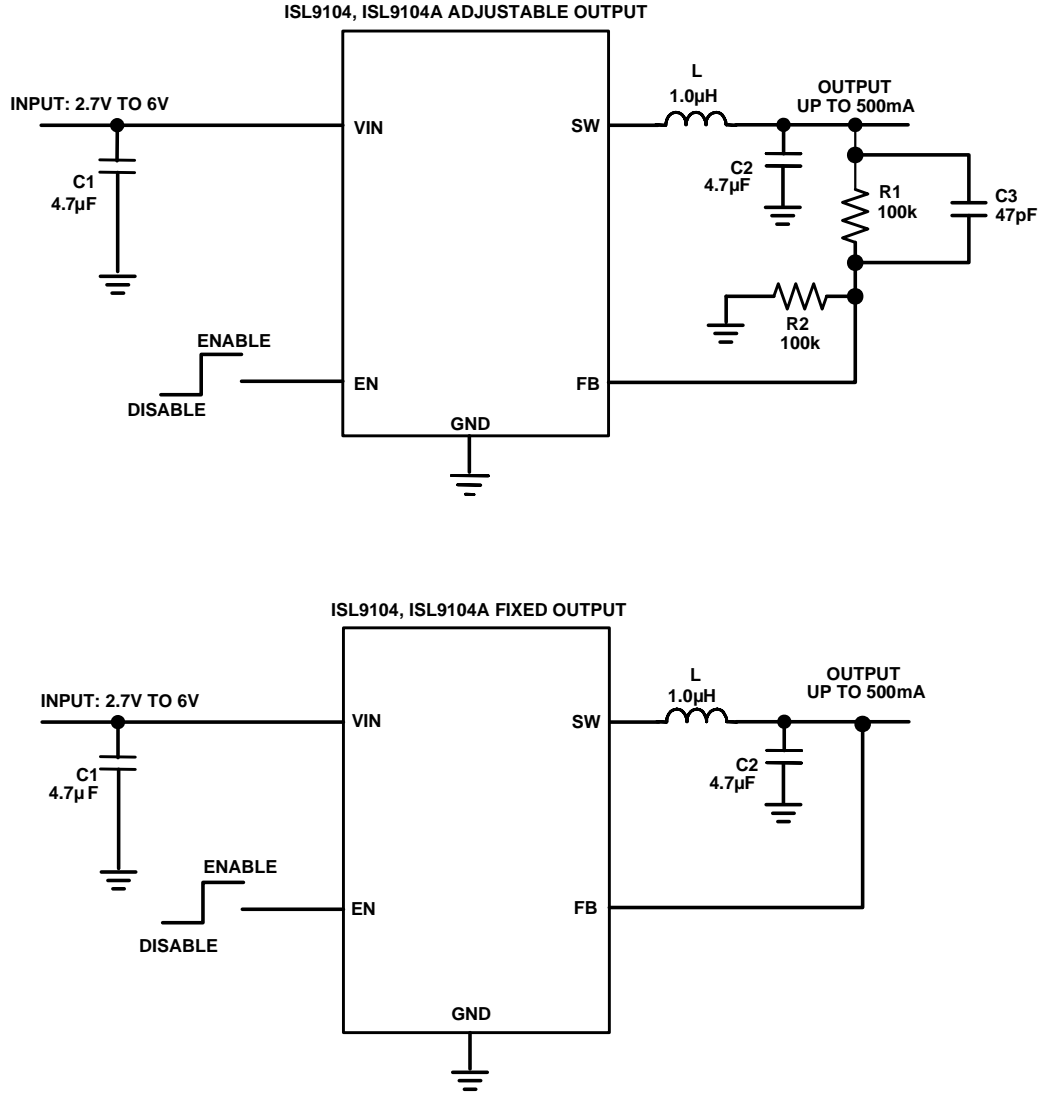 ISL9104, ISL9104A ADJUSTABLE OUTPUT
INPUT: 2.7V TO 6V
C1
4.7µF
VIN
SW
L
1.0µH
OUTPUT
UP TO 500mA
C2
4.7µF
R1
100k
C3
47pF
R2
100k
ENABLE
DISABLE
EN
FB
GND
ISL9104, ISL9104A FIXED OUTPUT
INPUT: 2.7V TO 6V
C1
4.7µ F
VIN
SW
L
1.0µH
OUTPUT
UP TO 500mA
C2
4.7µF
ENABLE
DISABLE
EN
FB
GND